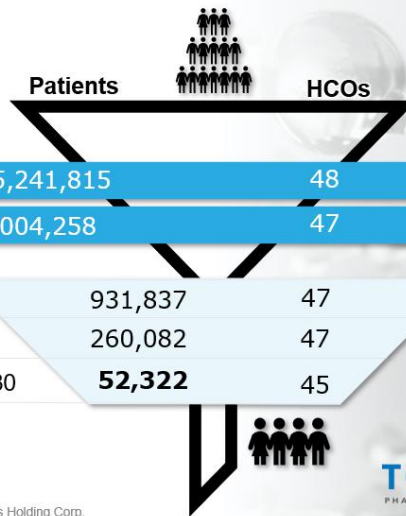 Patients HCOs
5,241,815 48
004,258 47
931,837 47
260,082 47
52,322 45
Holding Corp.
PHA